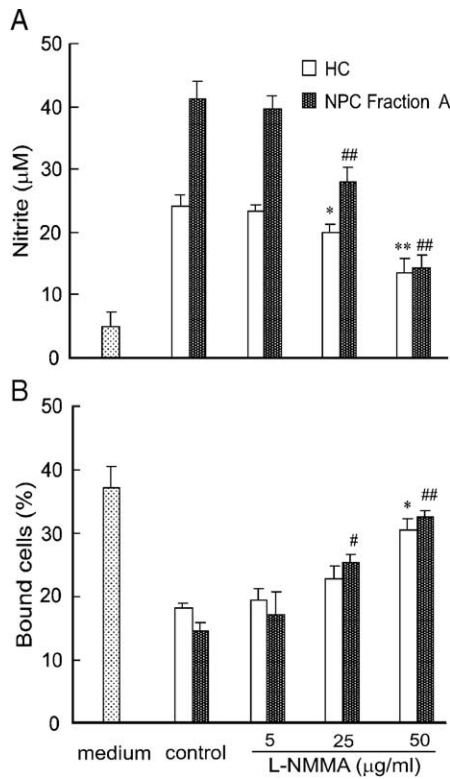 A
50
40
30
20
10
0
Nitrite (μM)
HC
NPC Fraction A
*
##
**
##
B
50
40
30
20
10
0
Bound cells (%)
#
*
##
medium
control
5
25
50
L-NMMA (μg/ml)